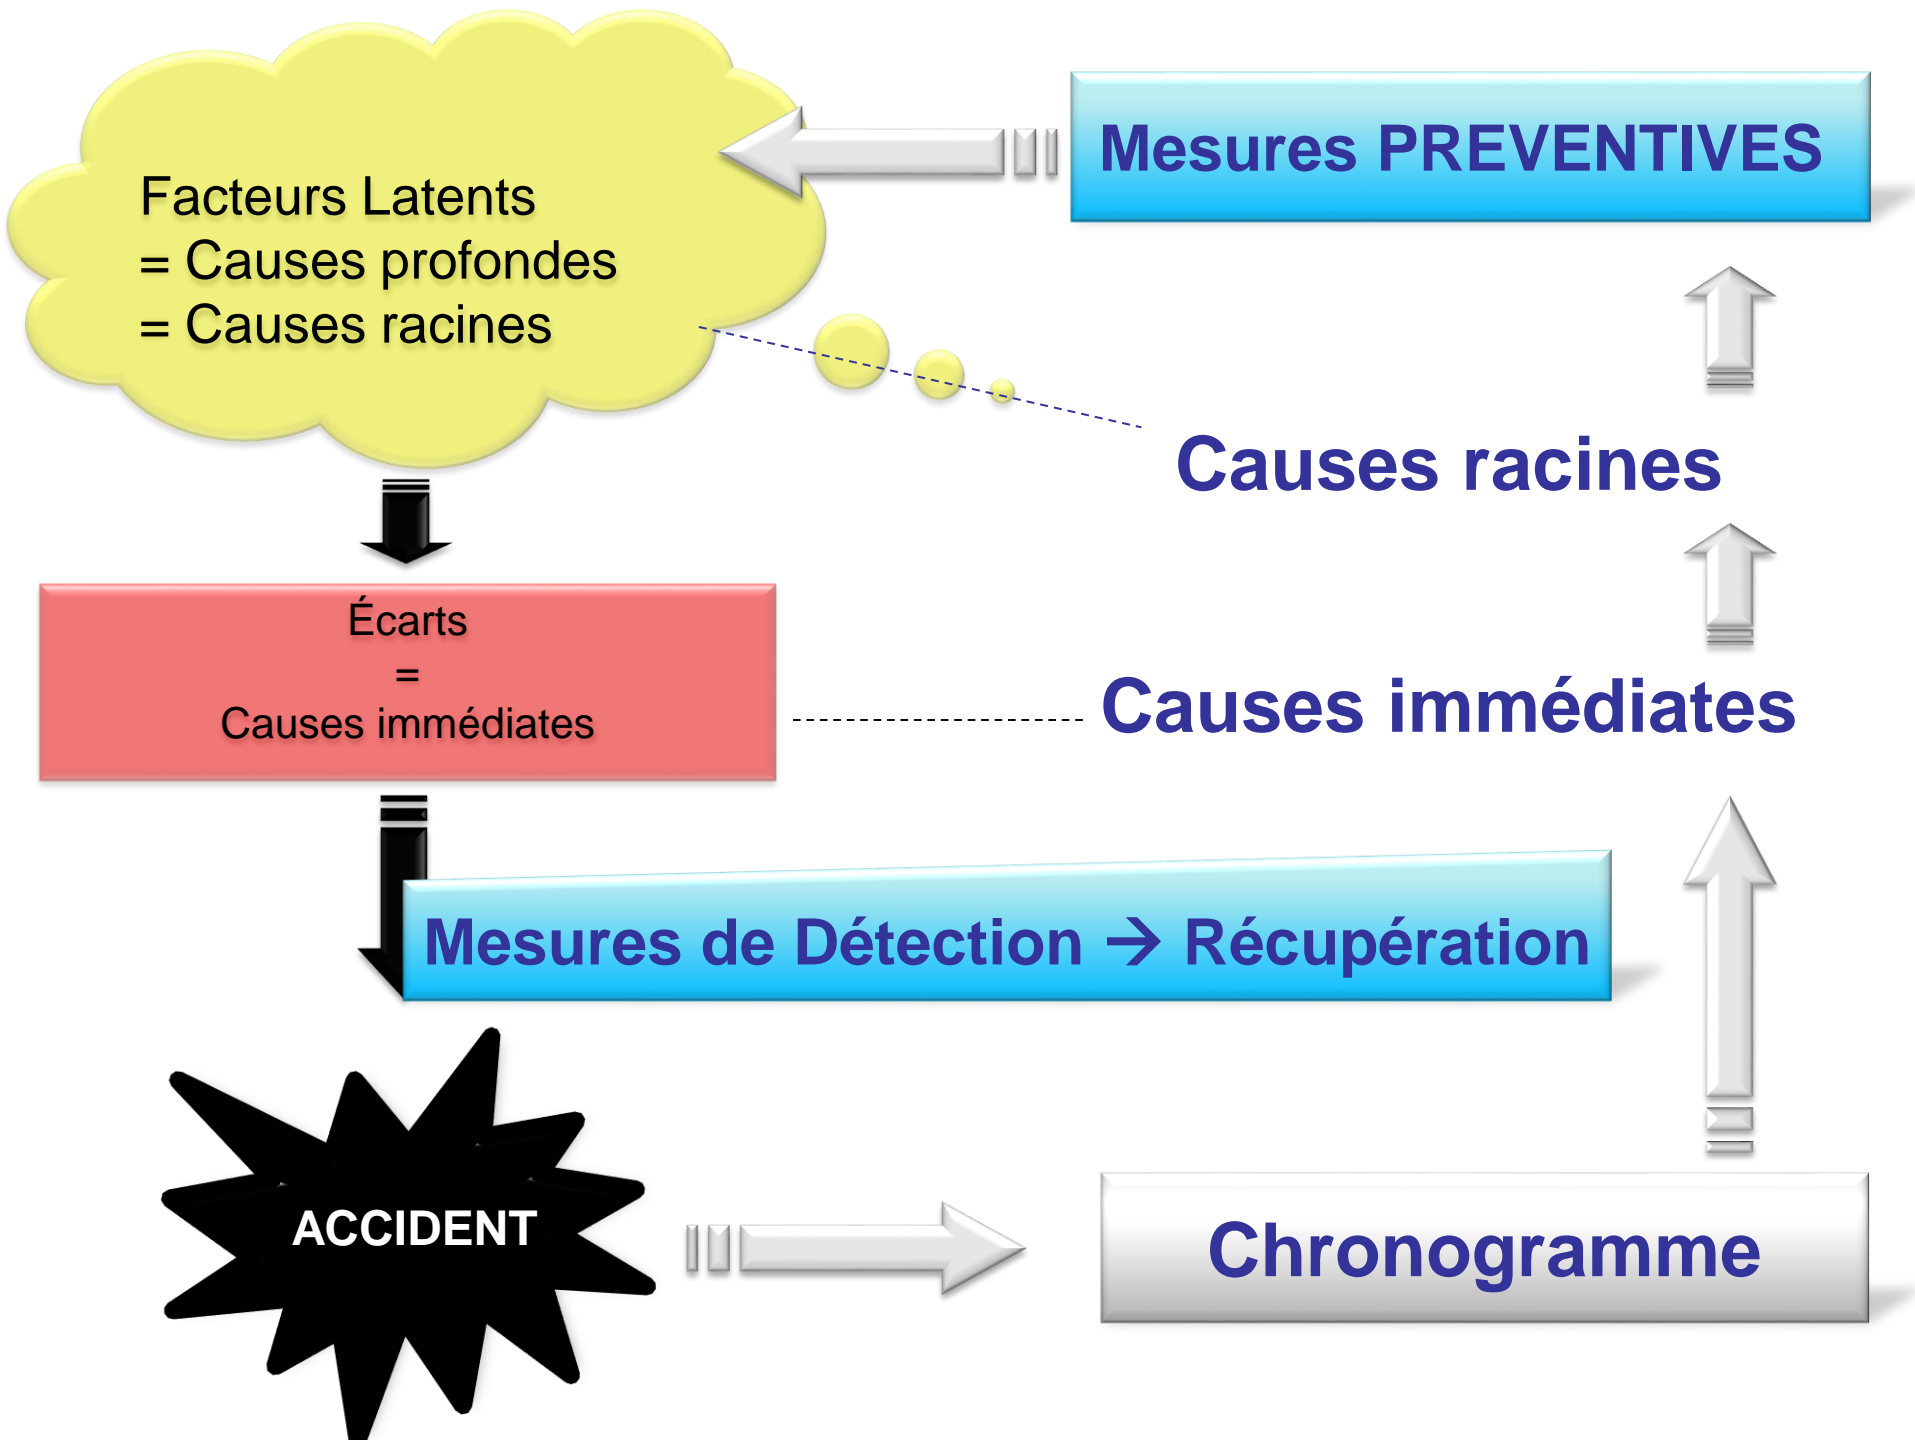 Mesures PREVENTIVES
Facteurs Latents
= Causes profondes
= Causes racines
Causes racines
Écarts
=
Causes immédiates
Causes immédiates
Mesures de Détection → Récupération
ACCIDENT
Chronogramme